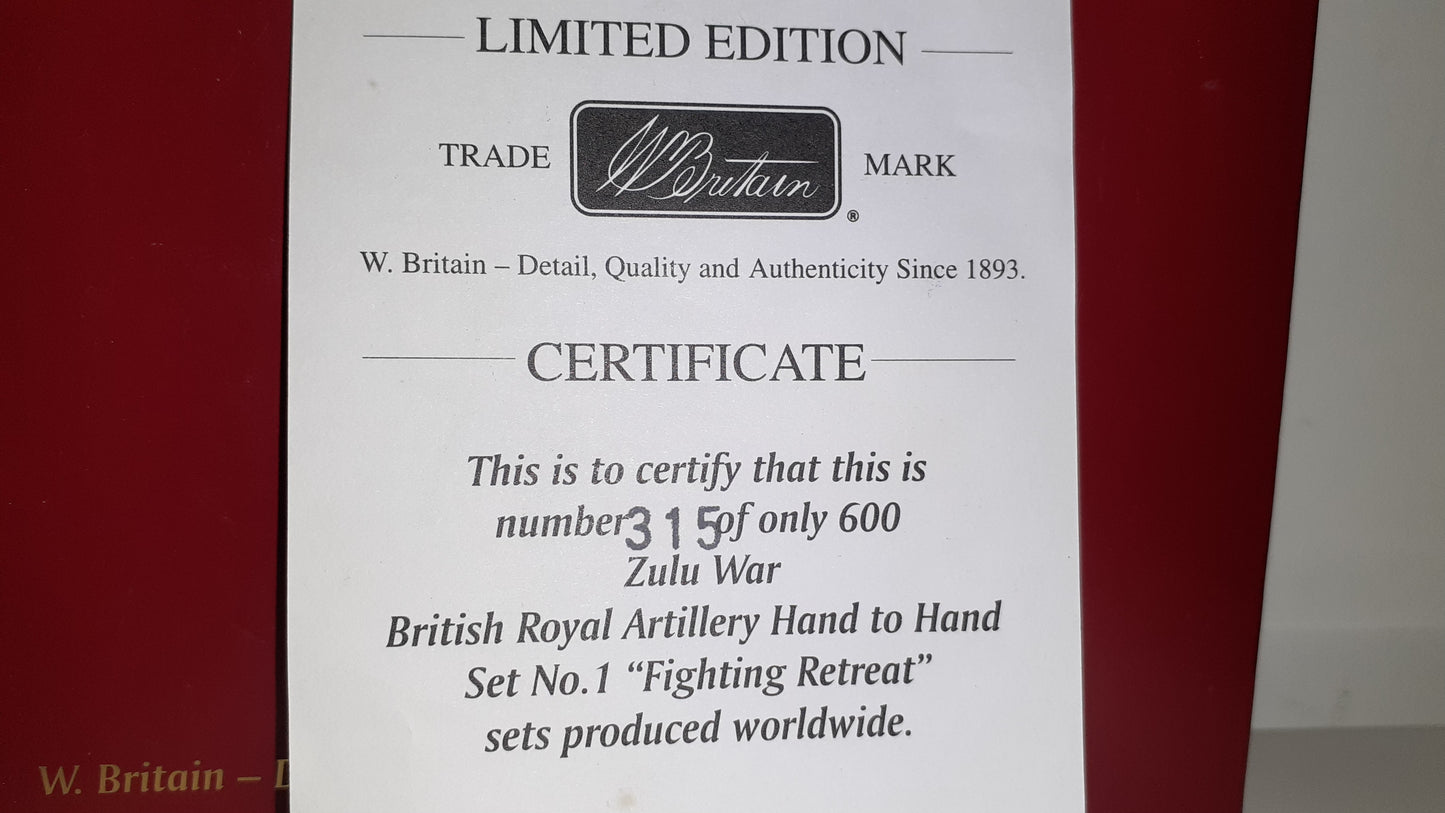 LIMITED EDITION
TRADE W Britain MARK
®
W. Britain – Detail, Quality and Authenticity Since 1893.
CERTIFICATE
This is to certify that this is
number 315 of only 600
Zulu War
British Royal Artillery Hand to Hand
Set No.1 “Fighting Retreat”
sets produced worldwide.
W. Britain – D